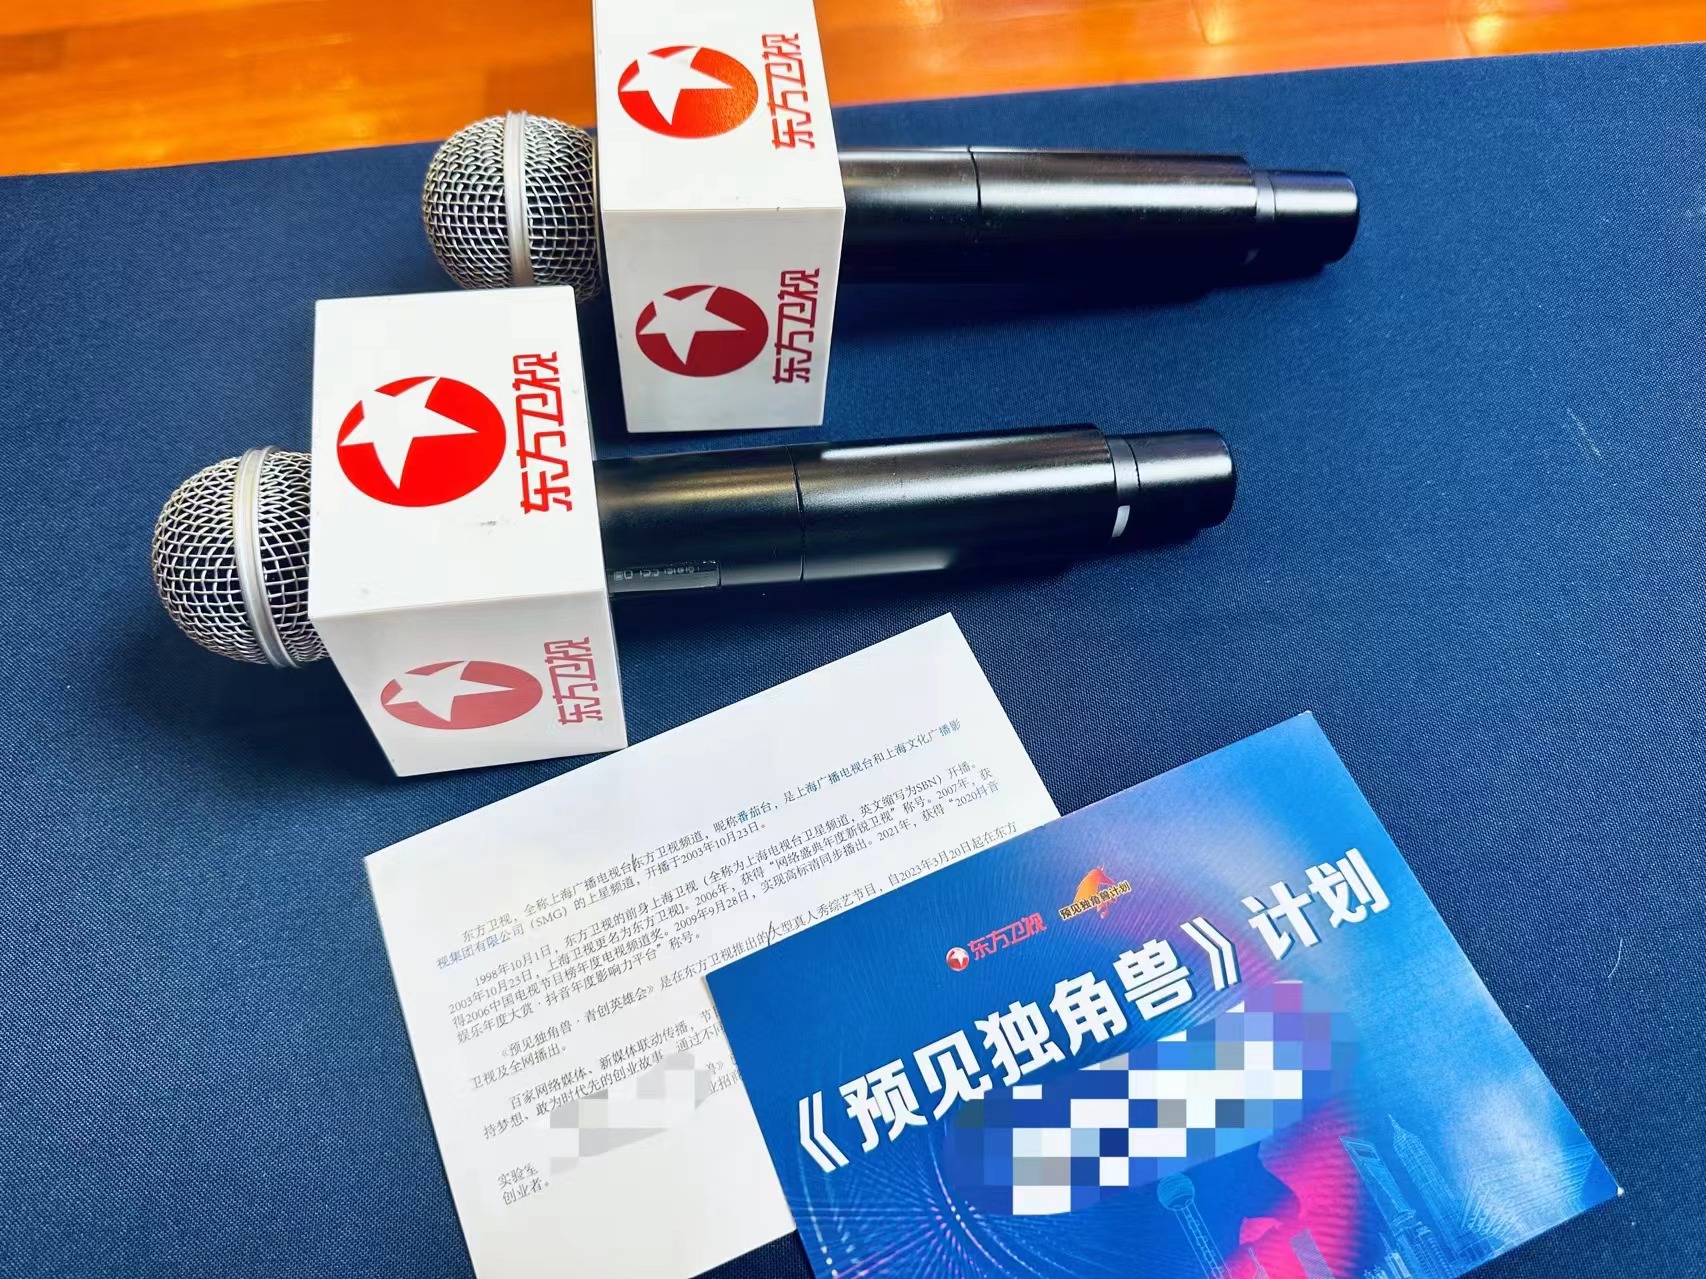 东方卫视
东方卫视
东方卫视
东方卫视
东方卫视，全称上海广播电视台东方卫视频道，昵称番茄台，是上海广播电视台和上海文化广播影
视集团有限公司（SMG）的上星频道，开播于2003年10月23日。
1998年10月1日，东方卫视的前身上海卫视（全称为上海电视台卫星频道，英文缩写为SBN）开播。
2003年10月23日，上海卫视更名为东方卫视]。2006年，获得“网络盛典年度新锐卫视”称号。2007年，获
得2006中国电视节目榜年度电视频道奖。2009年9月28日，实现高标清同步播出。2021年，获得“2020抖音
娱乐年度大赏·抖音年度影响力平台”称号。
《预见独角兽·青创英雄会》是在东方卫视推出的大型真人秀综艺节目，自2023年3月20日起在东方
卫视及全网播出。
百家网络媒体、新媒体联动传播，节
持梦想、敢为时代先的创业故事 通过不同
业招商
实验室
创业者。
东方卫视
预见独角兽计划
《预见独角兽》计划